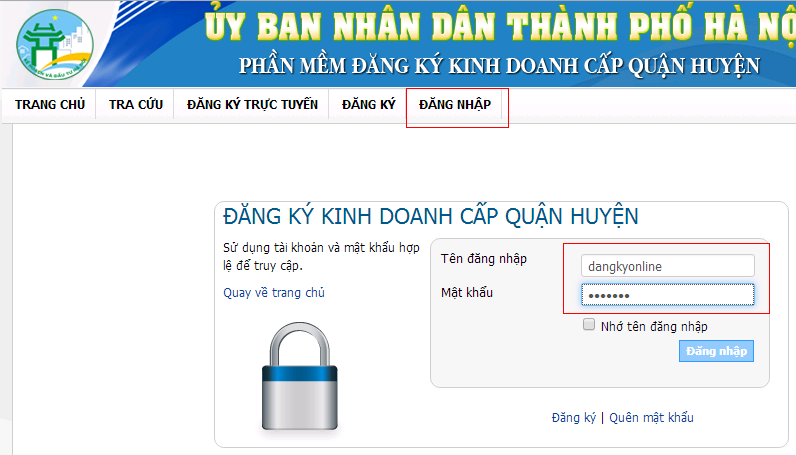 ỦY BAN NHÂN DÂN THÀNH PHỐ HÀ NỘ
PHẦN MỀM ĐĂNG KÝ KINH DOANH CẤP QUẬN HUYỆN
TRANG CHỦ TRA CỨU ĐĂNG KÝ TRỰC TUYẾN ĐĂNG KÝ ĐĂNG NHẬP
ĐĂNG KÝ KINH DOANH CẤP QUẬN HUYỆN
Sử dụng tài khoản và mật khẩu hợp
lệ để truy cập.
Quay về trang chủ
Tên đăng nhập dangkyonline
Mật khẩu •••••••
Nhớ tên đăng nhập
Đăng nhập
Đăng ký | Quên mật khẩu